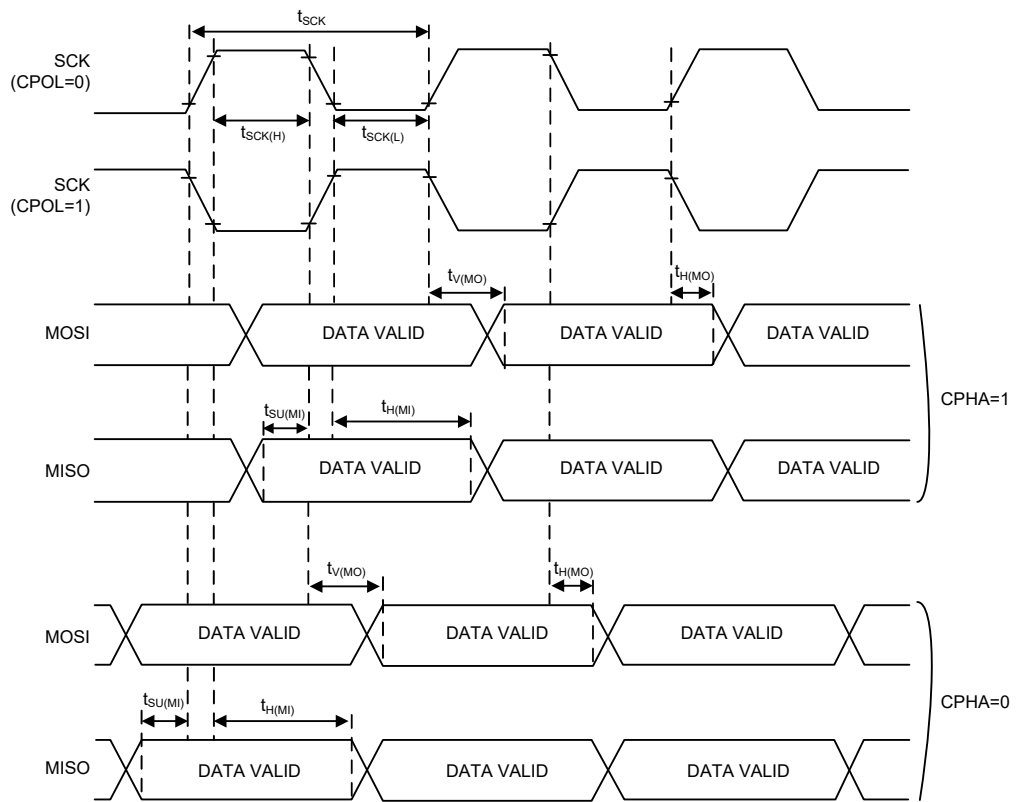 tSCK
SCK
(CPOL=0)
tSCK(H)
tSCK(L)
SCK
(CPOL=1)
tV(MO)
tH(MO)
MOSI
DATA VALID
DATA VALID
DATA VALID
CPHA=1
tSU(MI)
tH(MI)
MISO
DATA VALID
DATA VALID
DATA VALID
tV(MO)
tH(MO)
MOSI
DATA VALID
DATA VALID
DATA VALID
CPHA=0
tSU(MI)
tH(MI)
MISO
DATA VALID
DATA VALID
DATA VALID